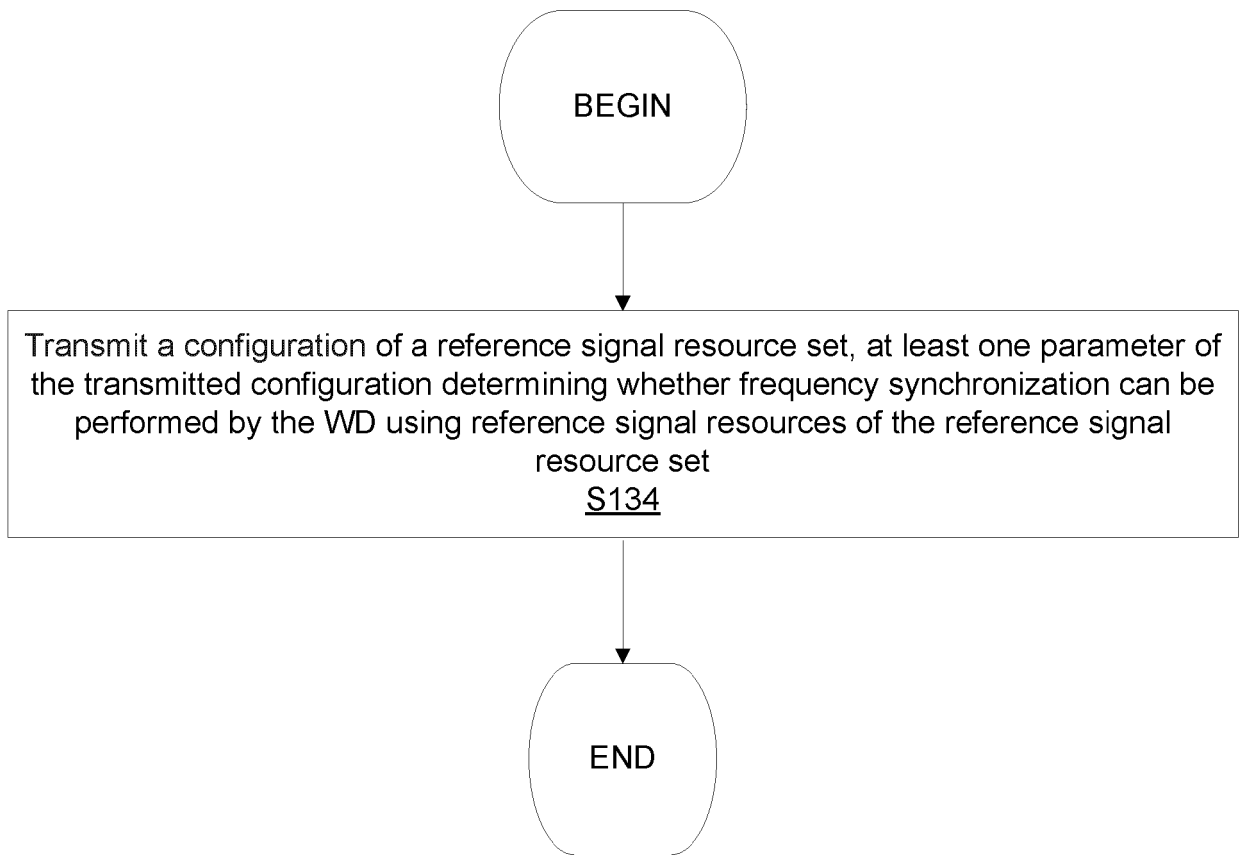 BEGIN
Transmit a configuration of a reference signal resource set, at least one parameter of
the transmitted configuration determining whether frequency synchronization can be
performed by the WD using reference signal resources of the reference signal
resource set
S134
END